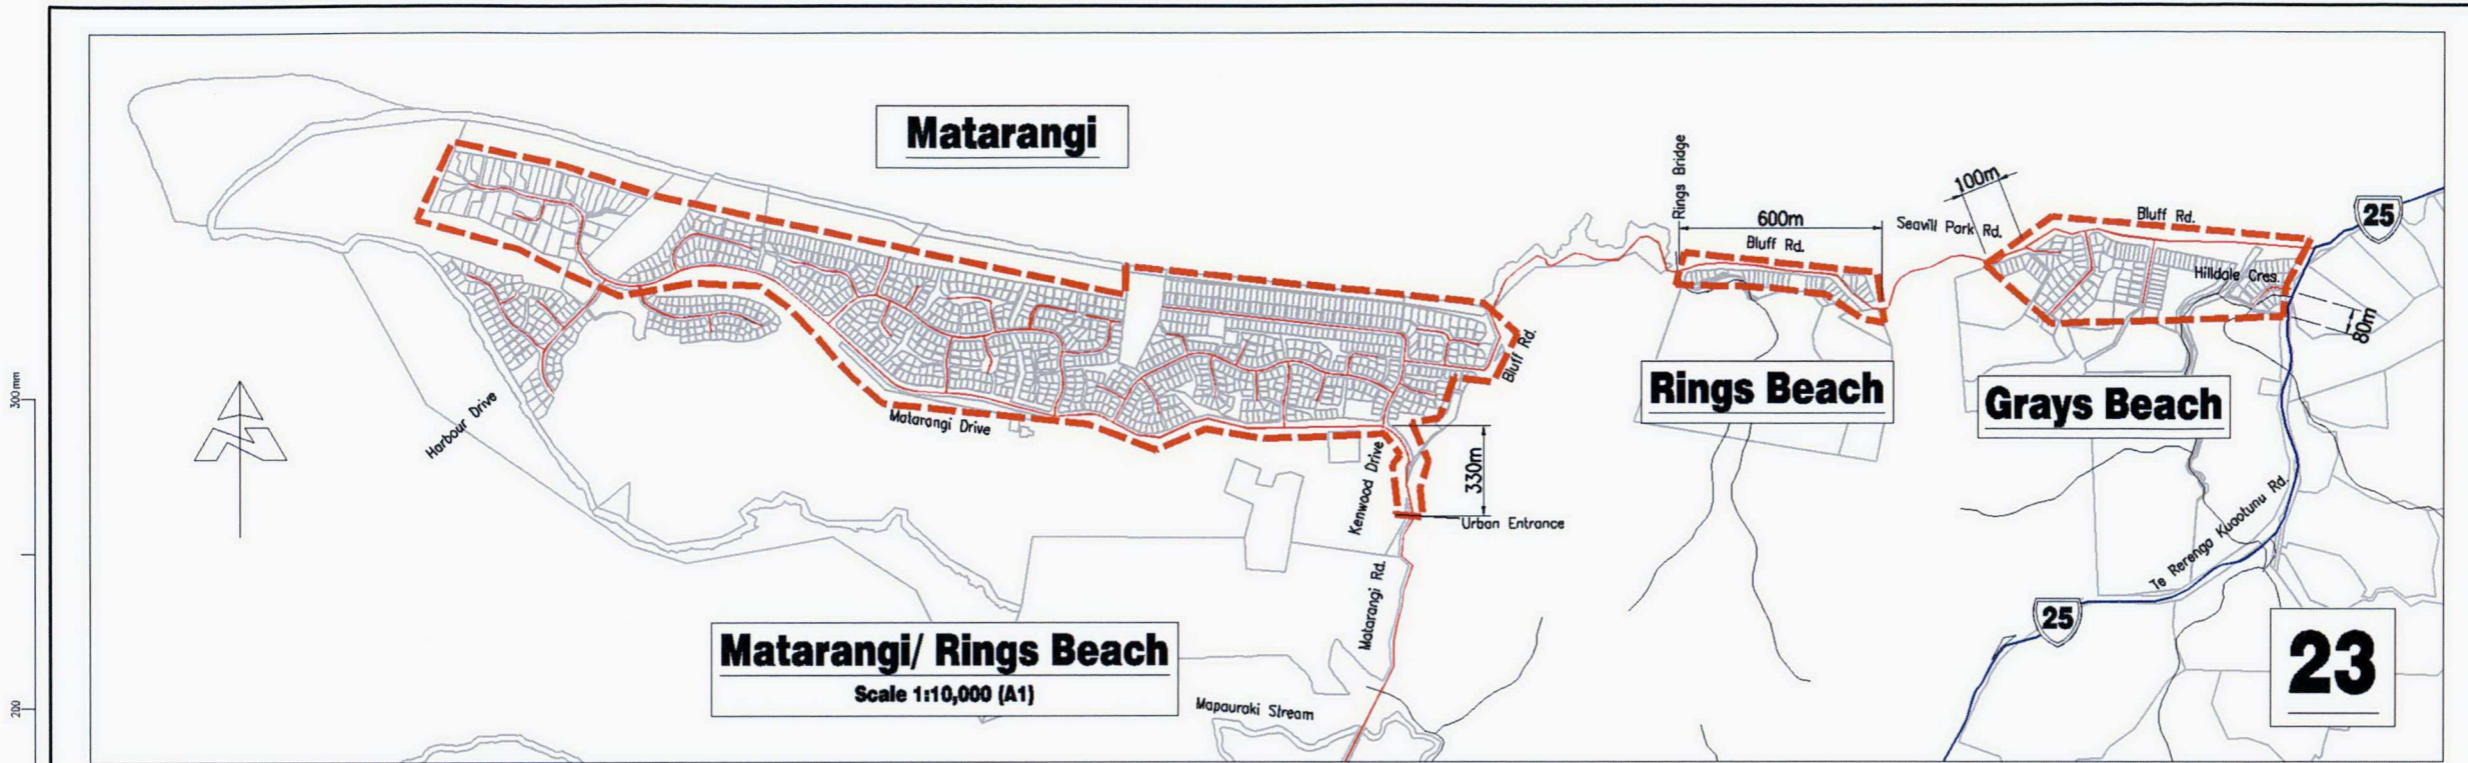 Matarangi
Rings Bridge
100m
600m
Seavill Park Rd.
Bluff Rd.
25
Bluff Rd.
Hilldale Cres.
80m
Bluff Rd.
300mm
Rings Beach
Grays Beach
Harbour Drive
Matarangi Drive
Kenwood Drive
330m
Urban Entrance
Te Rerenga Kuaotunu Rd.
Matarangi Rd.
25
Matarangi/ Rings Beach
Scale 1:10,000 (A1)
23
Mapauraki Stream
200